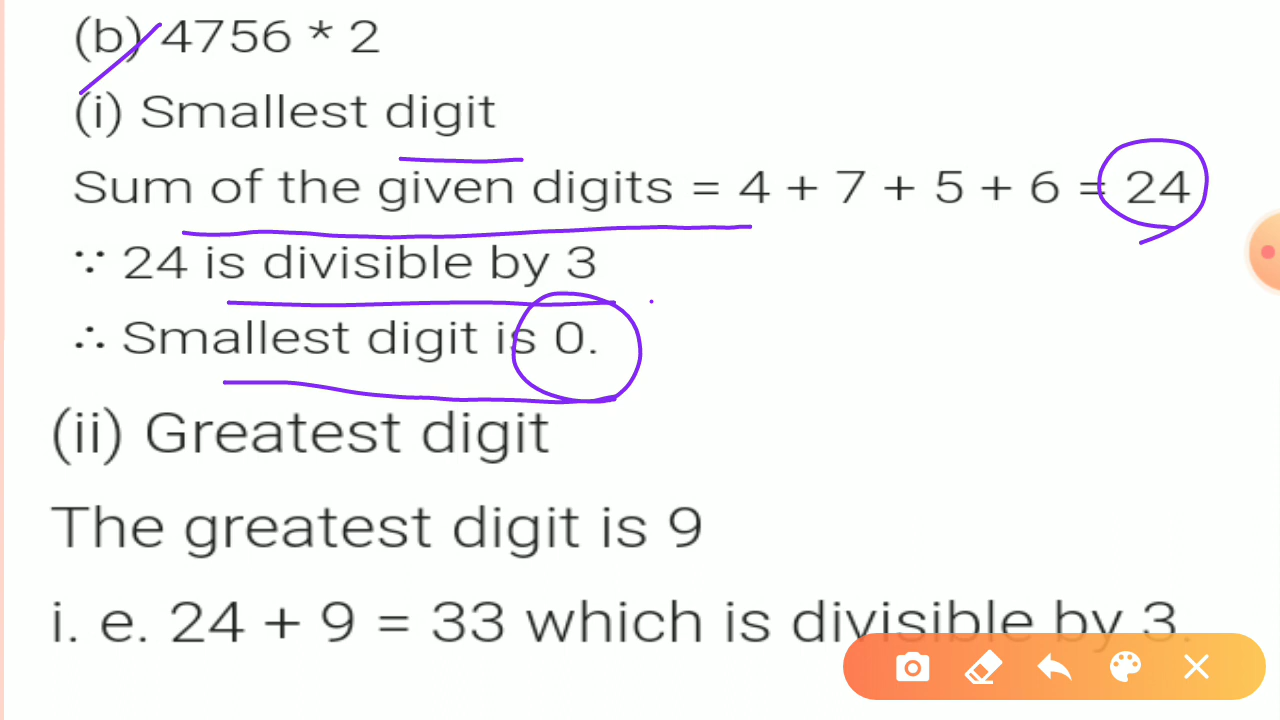 (b) 4756 * 2
(i) Smallest digit
Sum of the given digits = 4 + 7 + 5 + 6 = 24
∵ 24 is divisible by 3
∴ Smallest digit is 0.
(ii) Greatest digit
The greatest digit is 9
i. e. 24 + 9 = 33 which is divisible by 3.